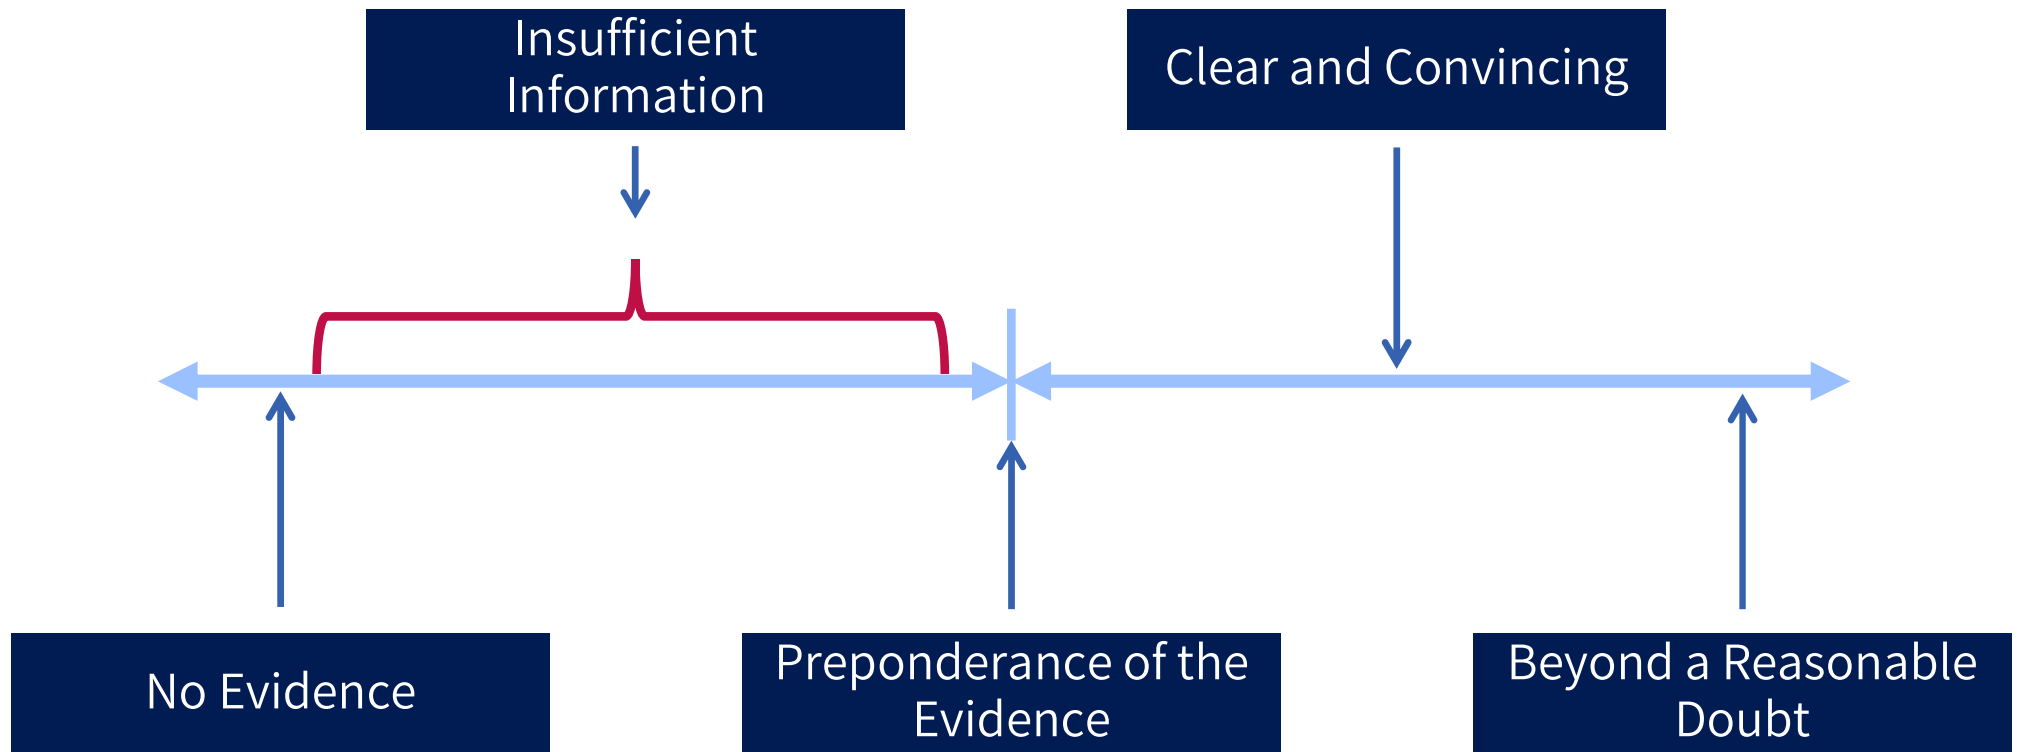 Insufficient
Information
Clear and Convincing
No Evidence
Preponderance of the
Evidence
Beyond a Reasonable
Doubt